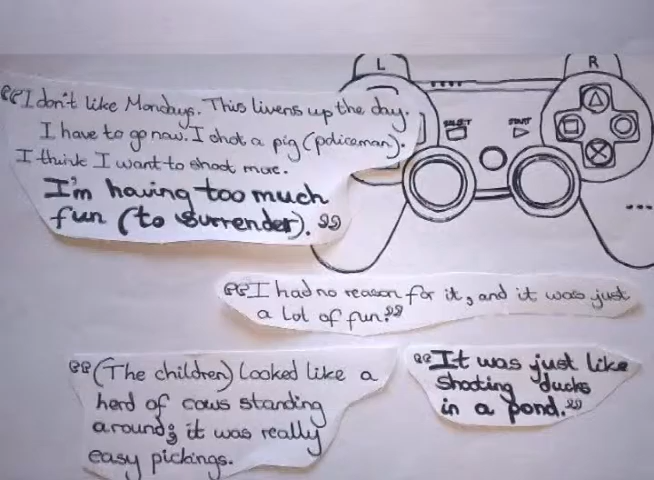 L
R
SELECT
START
"I don't like Mondays. This livens up the day.
I have to go now. I shot a pig (policeman).
I think I want to shoot more.
I'm having too much
fun (to surrender)."
...
"I had no reason for it, and it was just
a lot of fun."
"(The children) looked like a
herd of cows standing
around; it was really
easy pickings.
"It was just like
shooting ducks
in a pond."